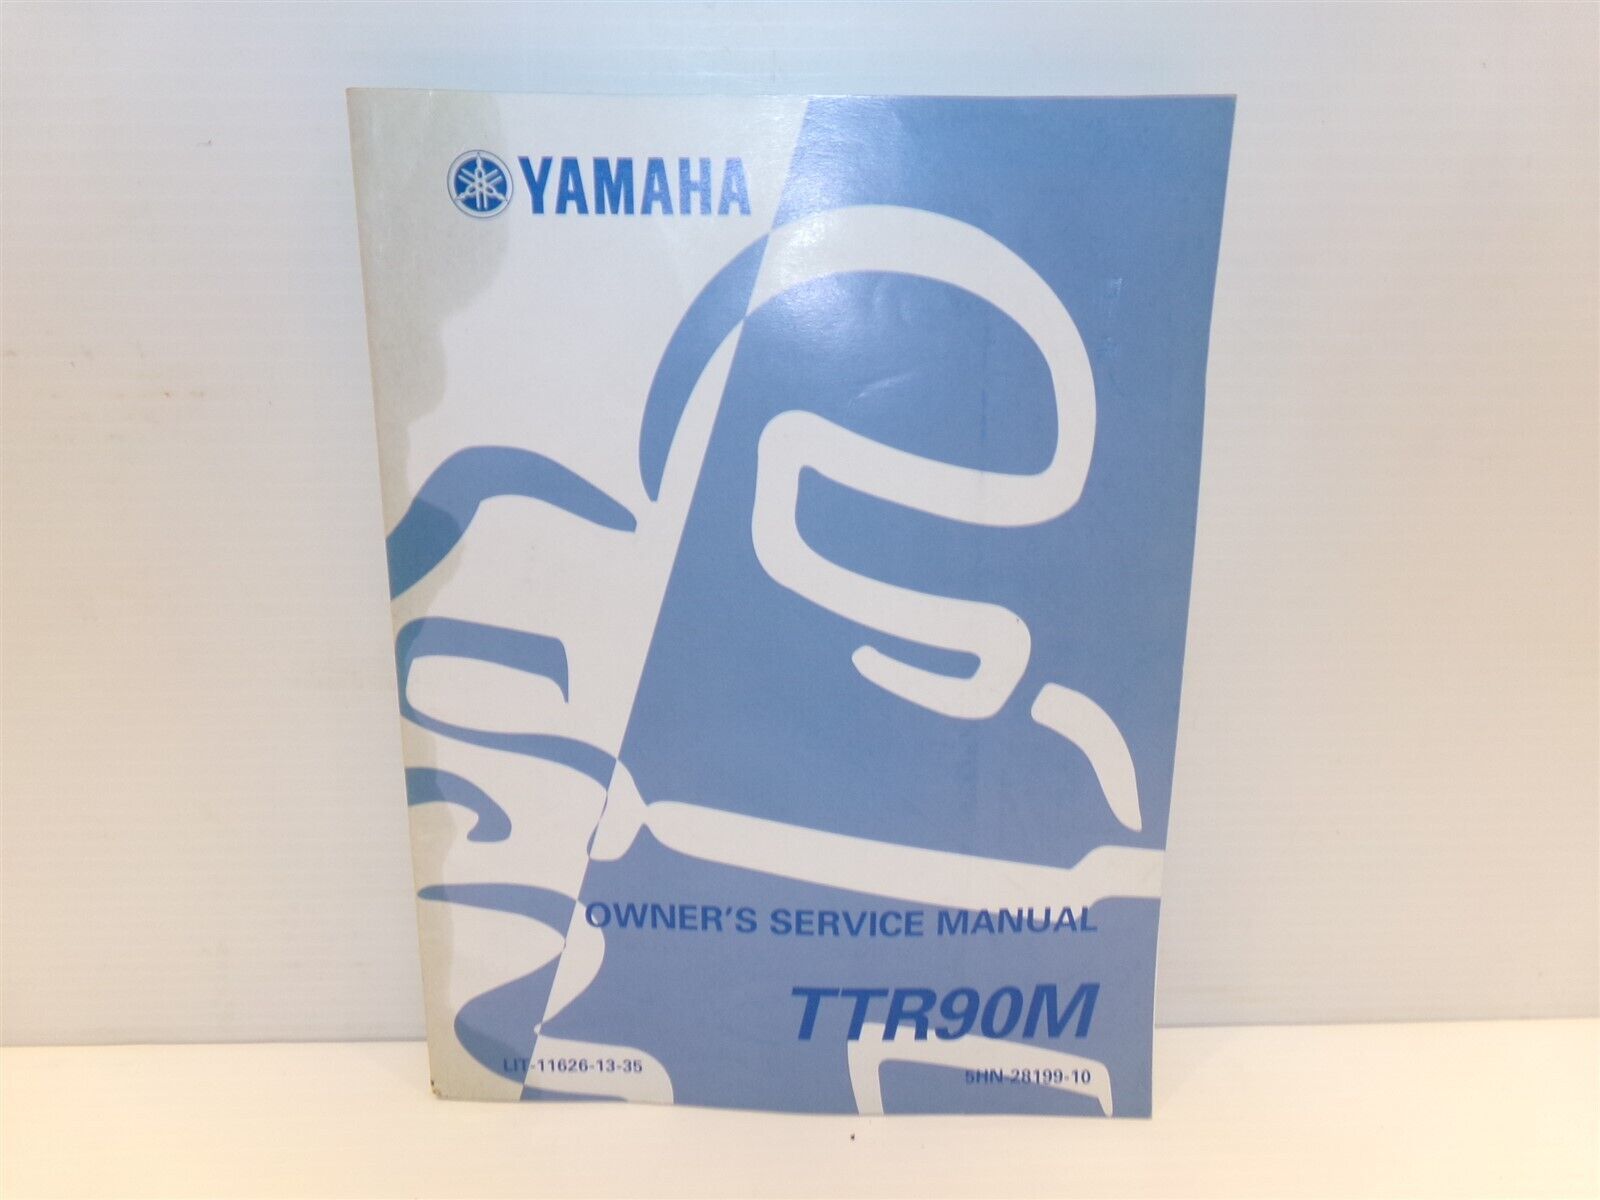 YAMAHA
OWNER'S SERVICE MANUAL
TTR90M
LIT-11626-13-35
5HN-28199-10